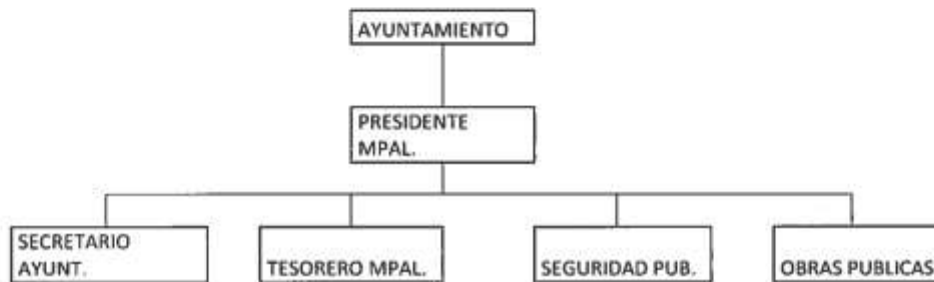 AYUNTAMIENTO
PRESIDENTE
MPAL.
SECRETARIO
AYUNT.
TESORERO MPAL.
SEGURIDAD PUB.
OBRAS PUBLICAS